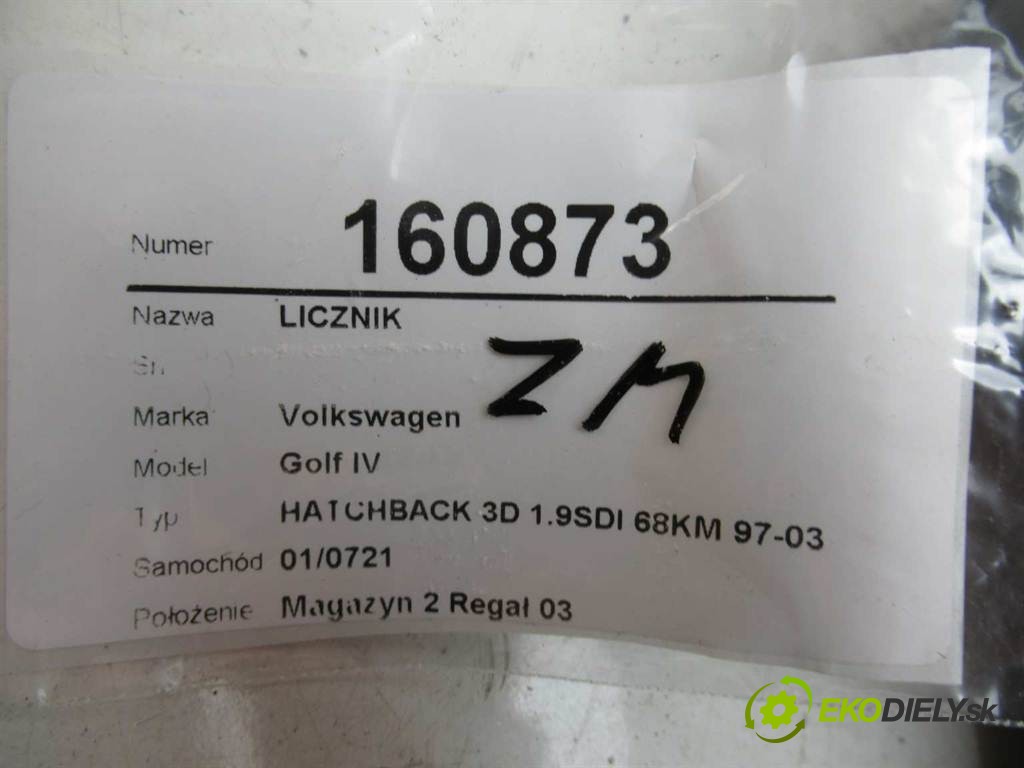 Numer 160873
Nazwa LICZNIK
ZM
Marka Volkswagen
Model Golf IV
Typ HATCHBACK 3D 1.9SDI 68KM 97-03
Samochód 01/0721
Położenie Magazyn 2 Regał 03
EKODIELY.sk